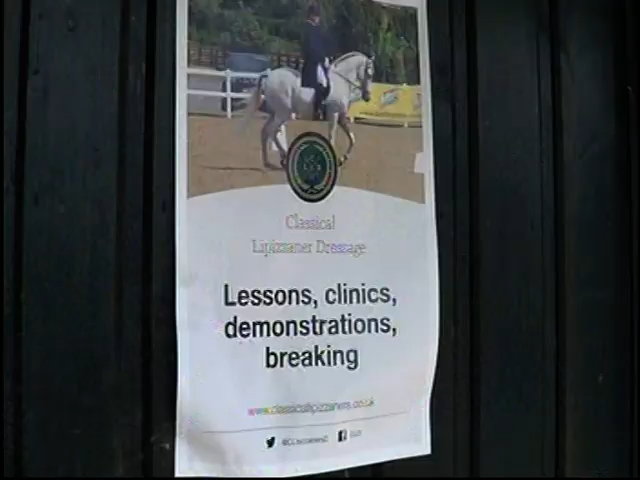 Classical
Lipizzaner Dressage
Lessons, clinics,
demonstrations,
breaking
www.classicallipizzaners.co.uk